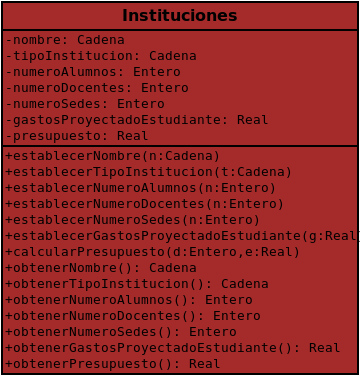 Instituciones
-nombre: Cadena
-tipoInstitucion: Cadena
-numeroAlumnos: Entero
-numeroDocentes: Entero
-numeroSedes: Entero
-gastosProyectadoEstudiante: Real
-presupuesto: Real
+establecerNombre(n:Cadena)
+establecerTipoInstitucion(t:Cadena)
+establecerNumeroAlumnos(n:Entero)
+establecerNumeroDocentes(n:Entero)
+establecerNumeroSedes(n:Entero)
+establecerGastosProyectadoEstudiante(g:Real)
+calcularPresupuesto(d:Entero,e:Real)
+obtenerNombre(): Cadena
+obtenerTipoInstitucion(): Cadena
+obtenerNumeroAlumnos(): Entero
+obtenerNumeroDocentes(): Entero
+obtenerNumeroSedes(): Entero
+obtenerGastosProyectadoEstudiante(): Real
+obtenerPresupuesto(): Real